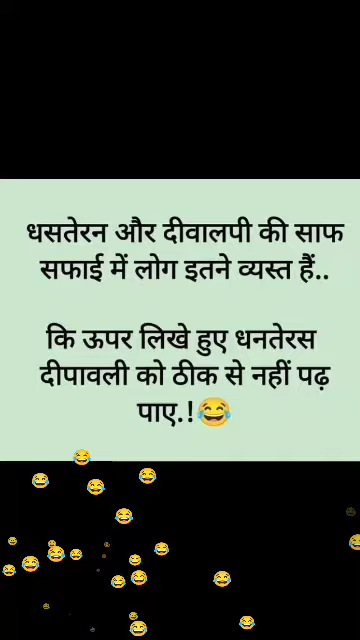 धसतेरन और दीवालपी की साफ
सफाई में लोग इतने व्यस्त हैं..
कि ऊपर लिखे हुए धनतेरस
दीपावली को ठीक से नहीं पढ़
पाए.!😂